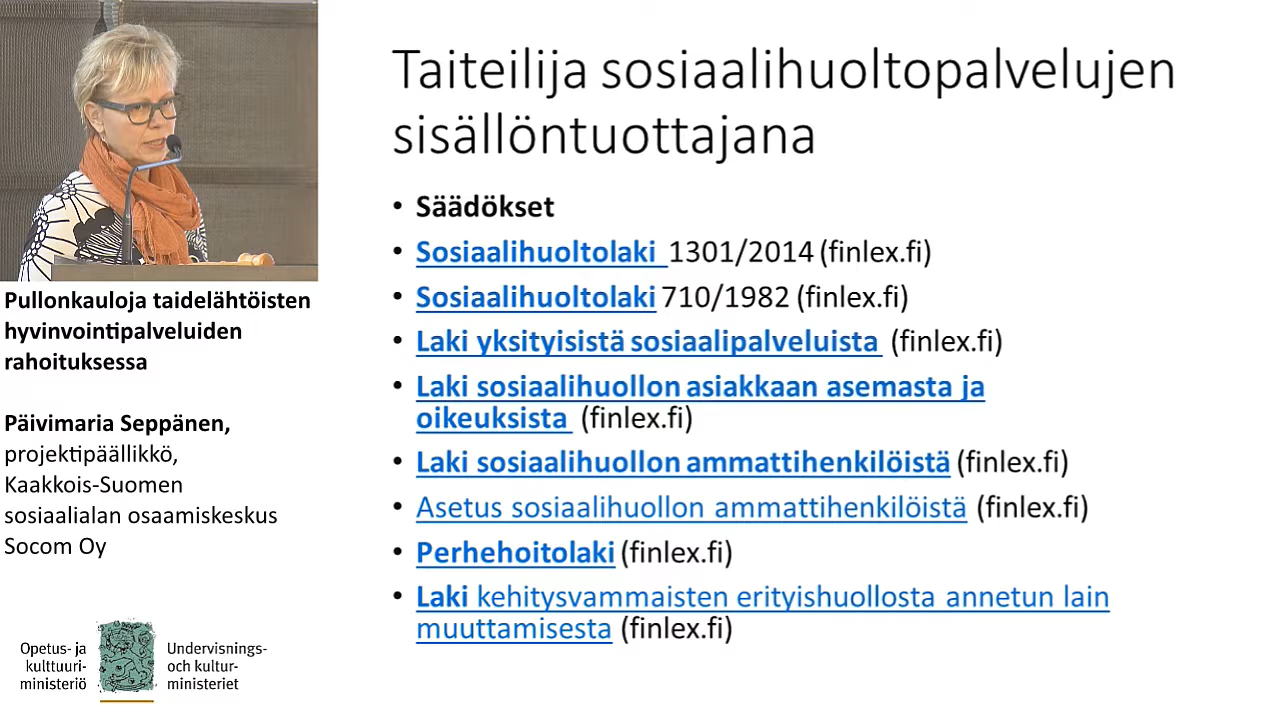 Taiteilija sosiaalihuoltopalvelujen
sisällöntuottajana
• Säädökset
• Sosiaalihuoltolaki 1301/2014 (finlex.fi)
• Sosiaalihuoltolaki 710/1982 (finlex.fi)
• Laki yksityisistä sosiaalipalveluista (finlex.fi)
• Laki sosiaalihuollon asiakkaan asemasta ja
oikeuksista (finlex.fi)
• Laki sosiaalihuollon ammattihenkilöistä (finlex.fi)
• Asetus sosiaalihuollon ammattihenkilöistä (finlex.fi)
• Perhehoitolaki (finlex.fi)
• Laki kehitysvammaisten erityishuollosta annetun lain
muuttamisesta (finlex.fi)
Pullonkauloja taidelähtöisten
hyvinvointipalveluiden
rahoituksessa
Päivimaria Seppänen,
projektipäällikkö,
Kaakkois-Suomen
sosiaalialan osaamiskeskus
Socom Oy
Opetus- ja
kulttuuri-
ministeriö
Undervisnings-
och kultur-
ministeriet